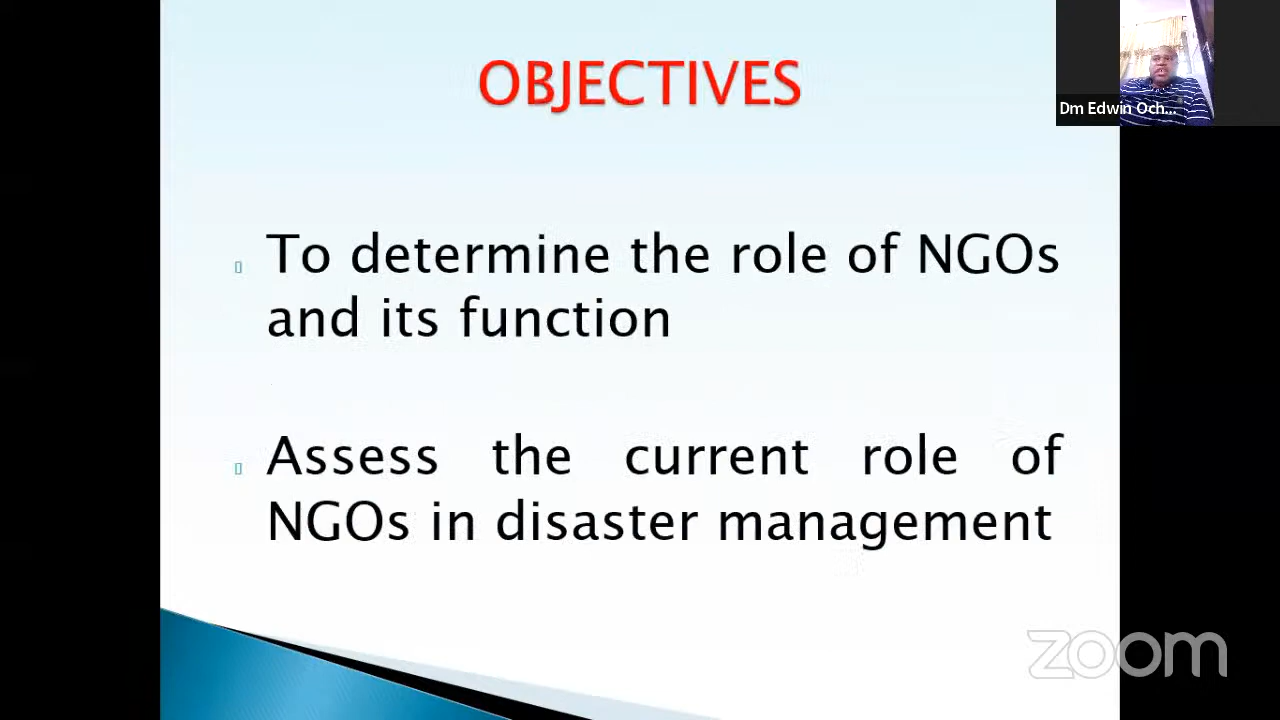 OBJECTIVES
Dm Edwin Och...
To determine the role of NGOs
and its function
Assess the current role of
NGOs in disaster management
zoom